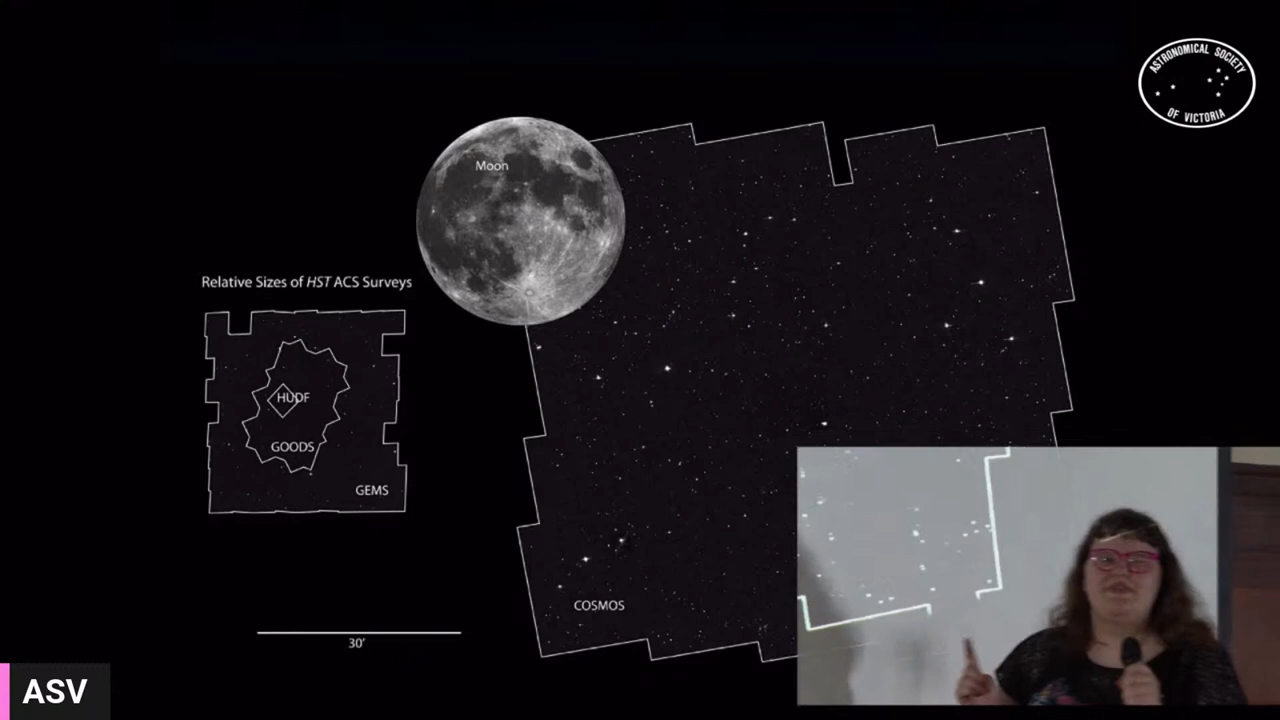 ASTRONOMICAL SOCIETY
OF VICTORIA
Moon
Relative Sizes of HST ACS Surveys
HUDF
GOODS
GEMS
COSMOS
30'
ASV